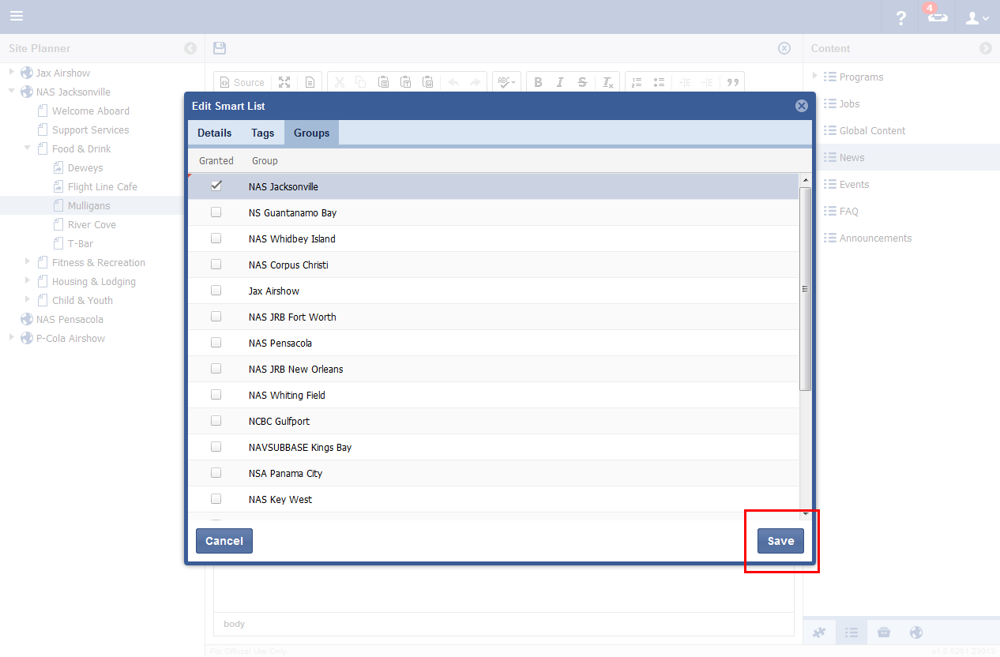 4
Site Planner
Content
Jax Airshow
NAS Jacksonville
Welcome Aboard
Support Services
Food & Drink
Deweys
Flight Line Cafe
Mulligans
River Cove
T-Bar
Fitness & Recreation
Housing & Lodging
Child & Youth
NAS Pensacola
P-Cola Airshow
Source
ABC
B I S Tx
Edit Smart List
Details Tags Groups
Granted Group
NAS Jacksonville
NS Guantanamo Bay
NAS Whidbey Island
NAS Corpus Christi
Jax Airshow
NAS JRB Fort Worth
NAS Pensacola
NAS JRB New Orleans
NAS Whiting Field
NCBC Gulfport
NAVSUBBASE Kings Bay
NSA Panama City
NAS Key West
Cancel Save
body
For Official Use Only
Programs
Jobs
Global Content
News
Events
FAQ
Announcements